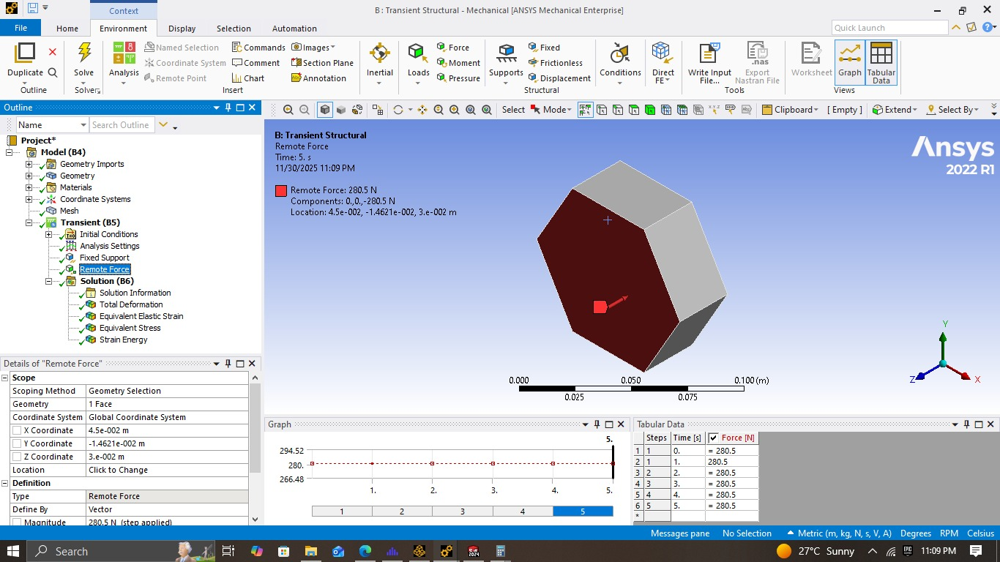 B : Transient Structural - Mechanical [ANSYS Mechanical Enterprise]
Context
File Home Environment Display Selection Automation
Quick Launch
Duplicate
Outline
Solve
Solver
Analysis
Named Selection
Coordinate System
Remote Point
Commands
Comment
Chart
Images
Section Plane
Annotation
Insert
Inertial
Loads
Force
Moment
Pressure
Supports
Fixed
Frictionless
Displacement
Structural
Conditions
Direct
FE
Write Input
File...
Export
Nastran File
Tools
Worksheet
Graph
Tabular
Data
Views
Outline
Name
Search Outline
Project*
Model (B4)
Geometry Imports
Geometry
Materials
Coordinate Systems
Mesh
Transient (B5)
Initial Conditions
Analysis Settings
Fixed Support
Remote Force
Solution (B6)
Solution Information
Total Deformation
Equivalent Elastic Strain
Equivalent Stress
Strain Energy
Details of "Remote Force"
Scope
Scoping Method Geometry Selection
Geometry 1 Face
Coordinate System Global Coordinate System
X Coordinate 4.5e-002 m
Y Coordinate -1.4621e-002 m
Z Coordinate 3.e-002 m
Location Click to Change
Definition
Type Remote Force
Define By Vector
Magnitude 280.5 N (step applied)
Select Mode Clipboard [ Empty ] Extend Select By
B: Transient Structural
Remote Force
Time: 5. s
11/30/2025 11:09 PM
Remote Force: 280.5 N
Components: 0.,0.,-280.5 N
Location: 4.5e-002, -1.4621e-002, 3.e-002 m
Ansys
2022 R1
0.000 0.050 0.100 (m)
0.025 0.075
Y
Z X
Graph
5.
294.52
280.
266.48
1. 2. 3. 4. 5.
1 2 3 4 5
Tabular Data
Steps Time [s] Force [N]
1 1 0. = 280.5
2 1 1. 280.5
3 2 2. = 280.5
4 3 3. = 280.5
5 4 4. = 280.5
6 5 5. = 280.5
*
Messages pane No Selection Metric (m, kg, N, s, V, A) Degrees RPM Celsius
Search
27°C Sunny
11:09 PM